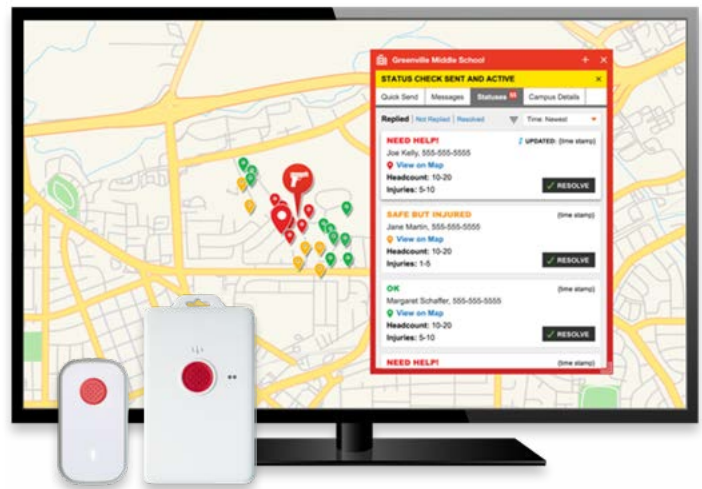 Greenville Middle School
STATUS CHECK SENT AND ACTIVE
Quick Send Messages Statuses Campus Details
Replied Not Replied Resolved Time: Newest
NEED HELP! UPDATED: (time stamp)
Joe Kelly, 555-555-5555
View on Map
Headcount: 10-20
Injuries: 5-10 RESOLVE
SAFE BUT INJURED (time stamp)
Jane Martin, 555-555-5555
View on Map
Headcount: 10-20
Injuries: 1-5 RESOLVE
OK (time stamp)
Margaret Schaffer, 555-555-5555
View on Map
Headcount: 10-20
Injuries: 5-10 RESOLVE
NEED HELP! (time stamp)